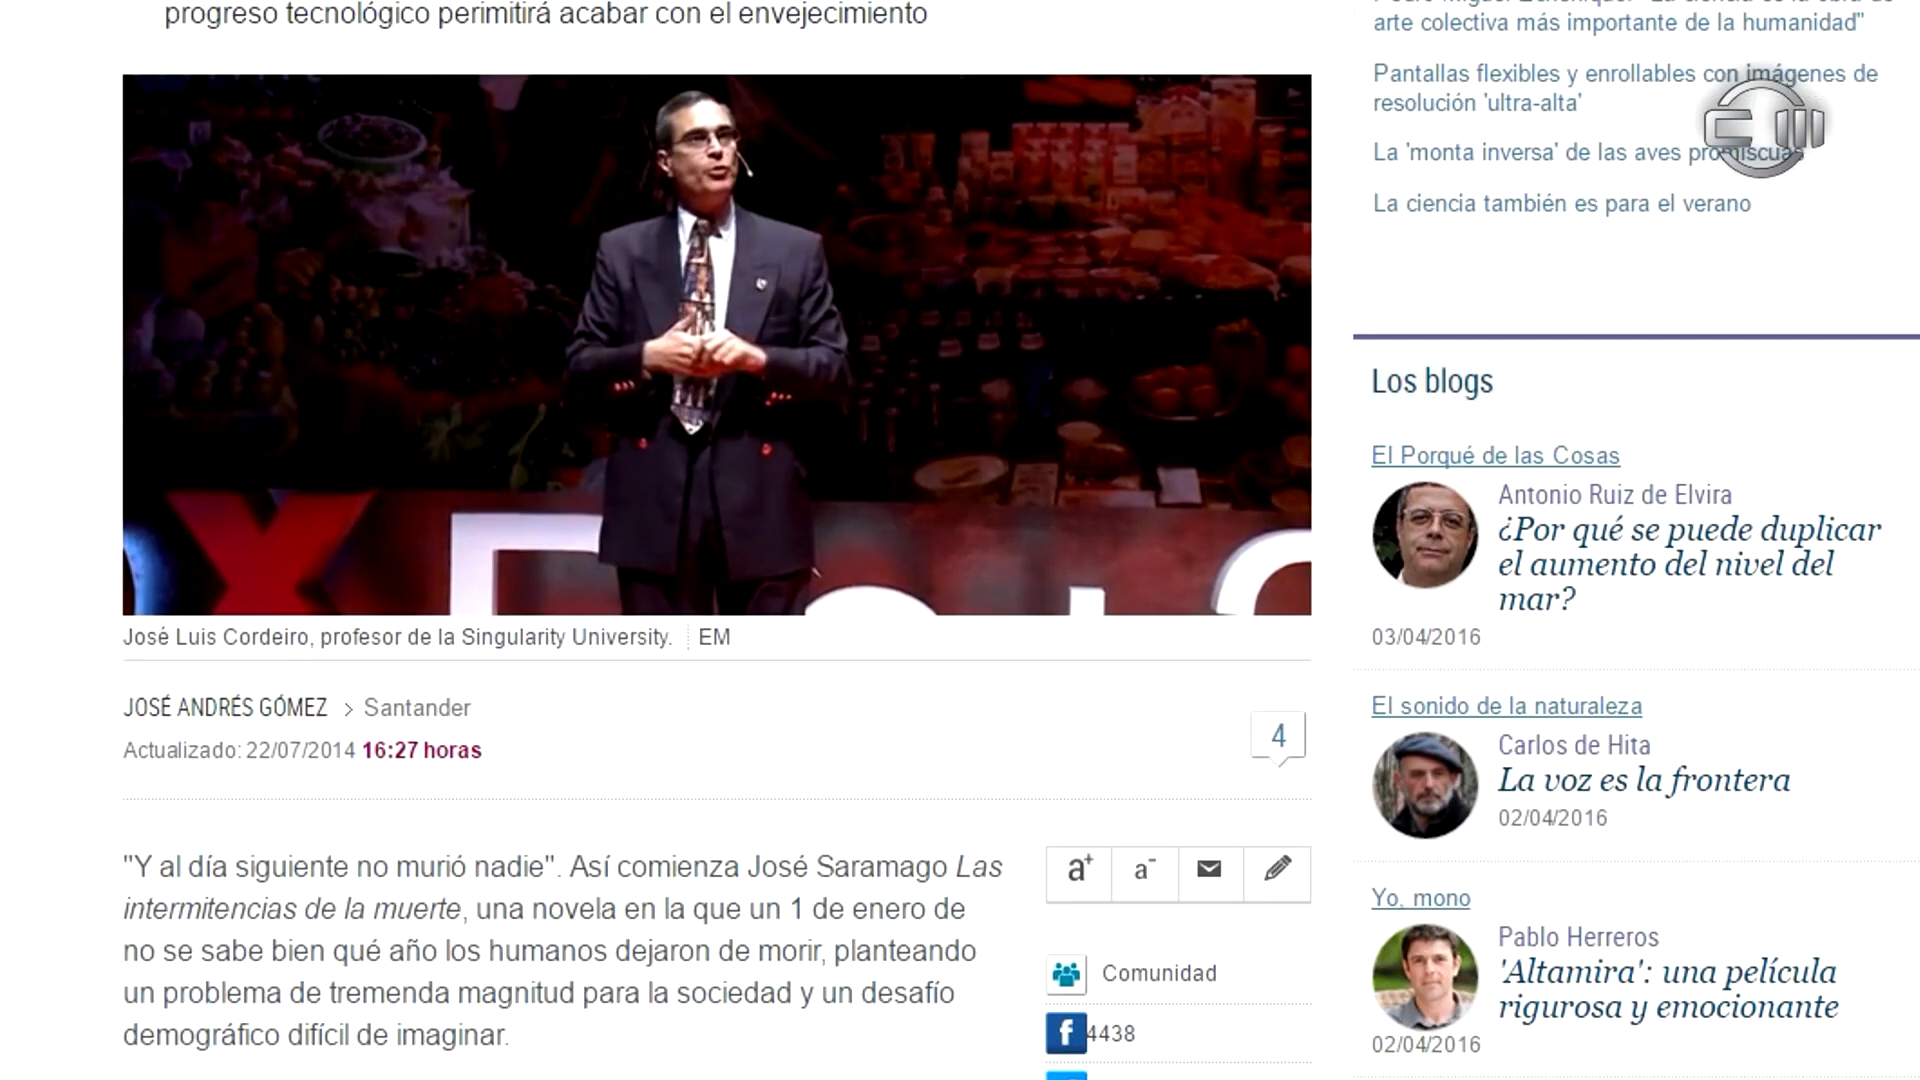 progreso tecnológico perimitirá acabar con el envejecimiento
José Luis Cordeiro, profesor de la Singularity University. EM
JOSÉ ANDRÉS GÓMEZ > Santander
Actualizado: 22/07/2014 16:27 horas
4
"Y al día siguiente no murió nadie". Así comienza José Saramago Las
intermitencias de la muerte, una novela en la que un 1 de enero de
no se sabe bien qué año los humanos dejaron de morir, planteando
un problema de tremenda magnitud para la sociedad y un desafío
demográfico difícil de imaginar.
a+ a-
Comunidad
f 4438
arte colectiva más importante de la humanidad"
Pantallas flexibles y enrollables con imágenes de
resolución 'ultra-alta'
La 'monta inversa' de las aves promiscuas
La ciencia también es para el verano
Los blogs
El Porqué de las Cosas
Antonio Ruiz de Elvira
¿Por qué se puede duplicar
el aumento del nivel del
mar?
03/04/2016
El sonido de la naturaleza
Carlos de Hita
La voz es la frontera
02/04/2016
Yo, mono
Pablo Herreros
'Altamira': una película
rigurosa y emocionante
02/04/2016